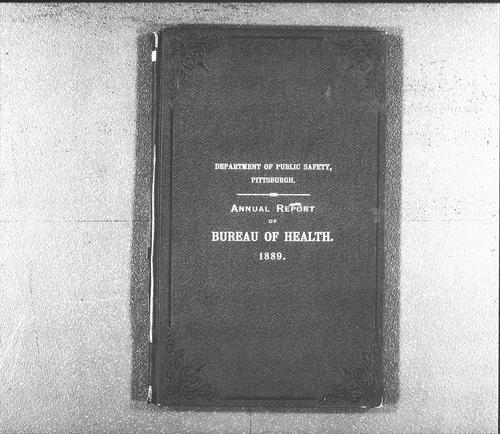 DEPARTMENT OF PUBLIC SAFETY,
PITTSBURGH.
ANNUAL REPORT
OF
BUREAU OF HEALTH.
1889.